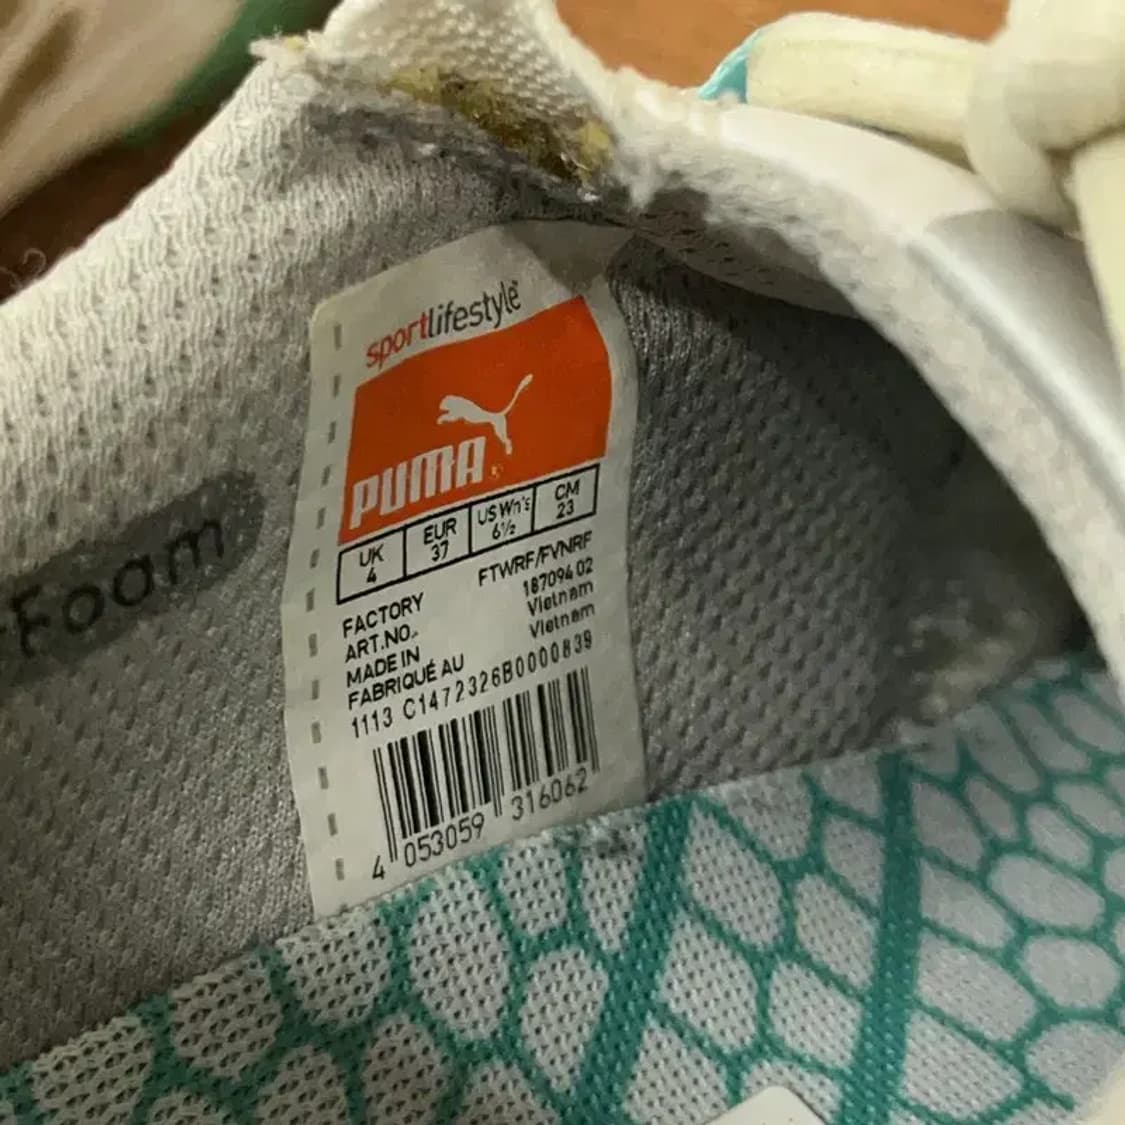 sportlifestyle®
PUMA®
UK EUR US Wn's CM
4 37 6½ 23
FACTORY FTWRF/FVNRF
ART.NO. 187094 02
MADE IN Vietnam
FABRIQUÉ AU Vietnam
1113 C1472326B0000839
4 053059 316062
Foam